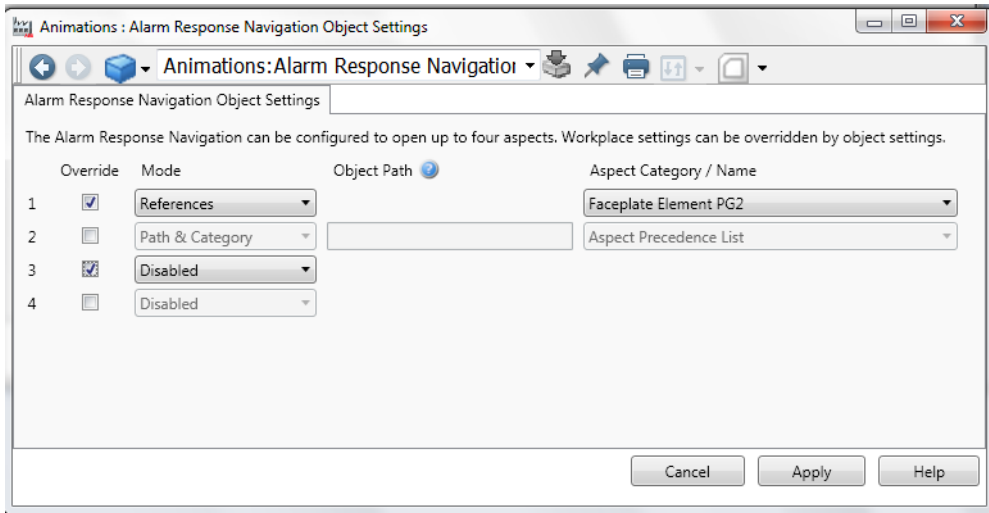 Animations : Alarm Response Navigation Object Settings
Animations:Alarm Response Navigation
Alarm Response Navigation Object Settings
The Alarm Response Navigation can be configured to open up to four aspects. Workplace settings can be overridden by object settings.
Override Mode Object Path ? Aspect Category / Name
1 References Faceplate Element PG2
2 Path & Category Aspect Precedence List
3 Disabled
4 Disabled
Cancel Apply Help